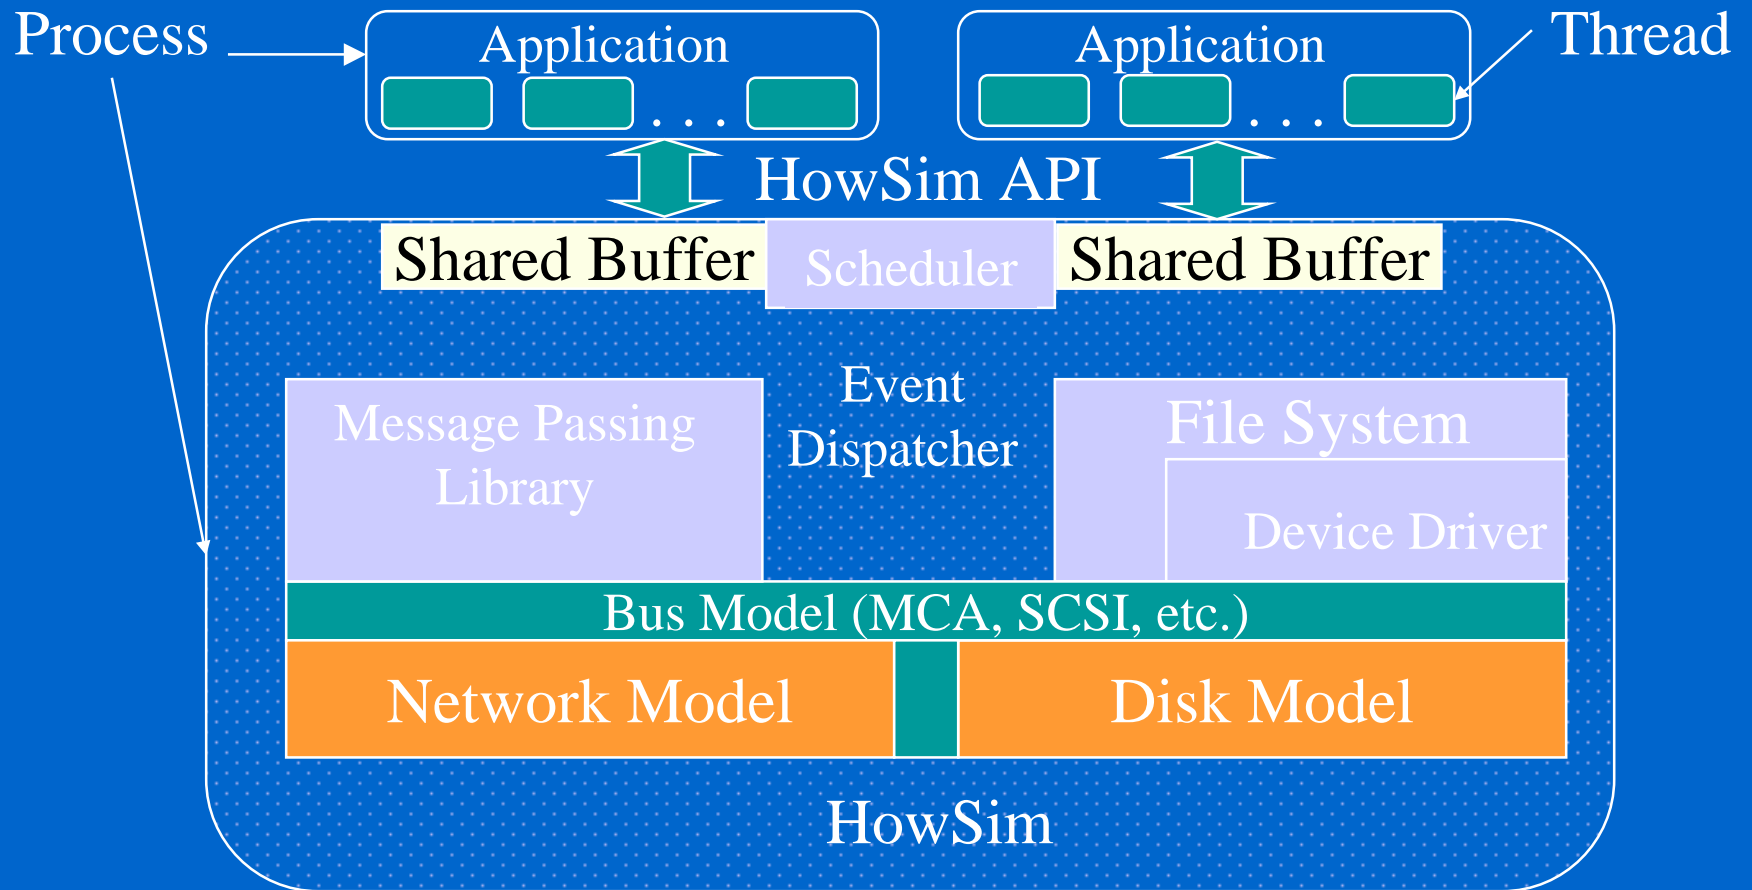 Process
Application
Application
Thread
. . .
. . .
HowSim API
Shared Buffer
Scheduler
Shared Buffer
Event
Dispatcher
Message Passing
Library
File System
Device Driver
Bus Model (MCA, SCSI, etc.)
Network Model
Disk Model
HowSim